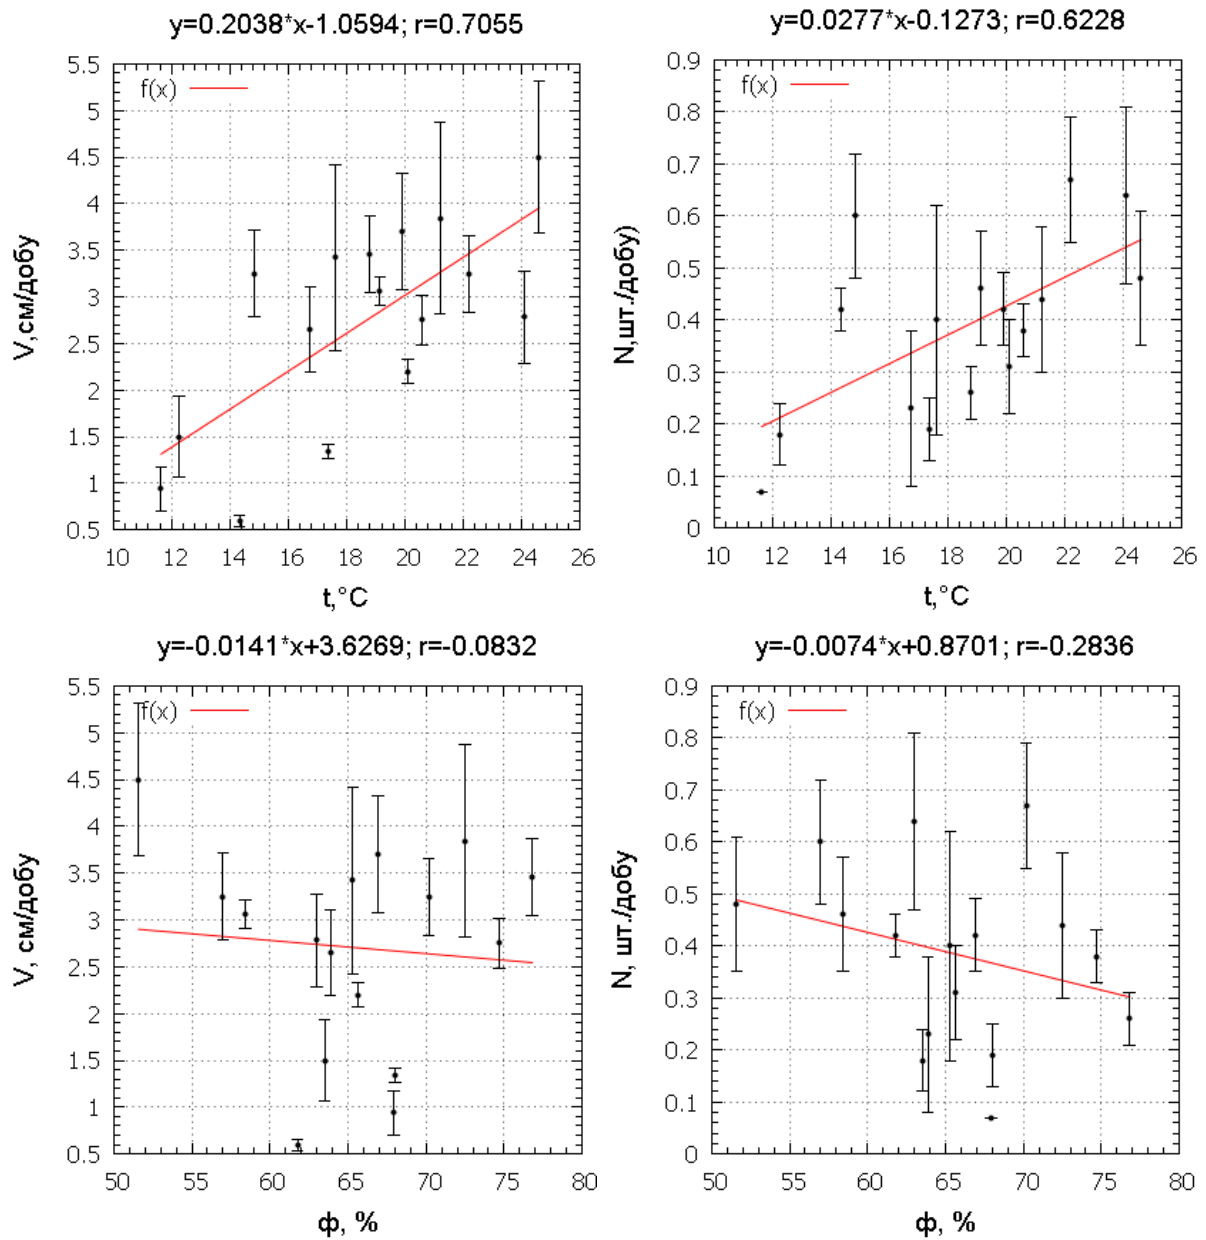 y=0.2038*x-1.0594; r=0.7055
5.5
5
4.5
4
3.5
3
2.5
2
1.5
1
0.5
f(x)
10 12 14 16 18 20 22 24 26
V,см/добу
t,°C
y=0.0277*x-0.1273; r=0.6228
0.9
0.8
0.7
0.6
0.5
0.4
0.3
0.2
0.1
0
f(x)
10 12 14 16 18 20 22 24 26
N,шт./добу)
t,°C
y=-0.0141*x+3.6269; r=-0.0832
5.5
5
4.5
4
3.5
3
2.5
2
1.5
1
0.5
f(x)
50 55 60 65 70 75 80
V, см/добу
ф, %
y=-0.0074*x+0.8701; r=-0.2836
0.9
0.8
0.7
0.6
0.5
0.4
0.3
0.2
0.1
0
f(x)
50 55 60 65 70 75 80
N, шт./добу
ф, %